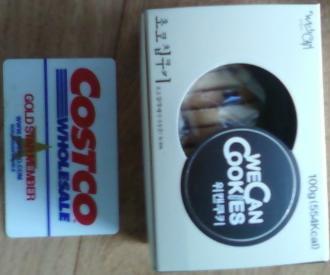 COSTCO
WHOLESALE
GOLD STAR MEMBER
초코칩쿠키
WE CAN
COOKIES
위캔쿠키
100g(554Kcal)